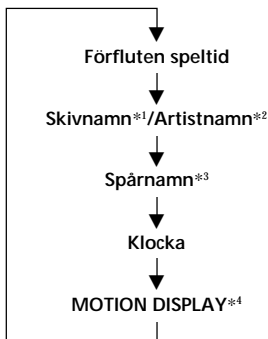 Förfluten speltid
Skivnamn*1/Artistnamn*2
Spårnamn*3
Klocka
MOTION DISPLAY*4